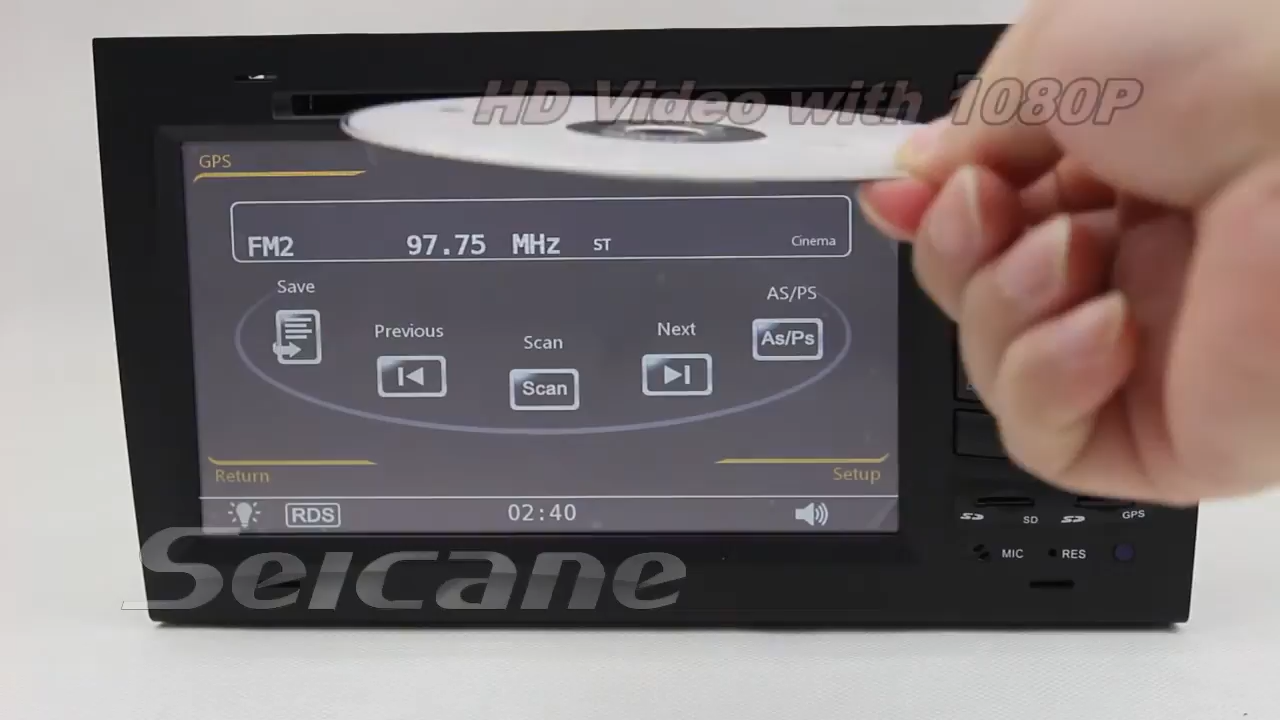 HD Video with 1080P
GPS
FM2 97.75 MHz ST Cinema
Save
AS/PS
Previous
Next
Scan
As/Ps
Scan
Return
Setup
RDS
02:40
SD
GPS
MIC
RES
Seicane